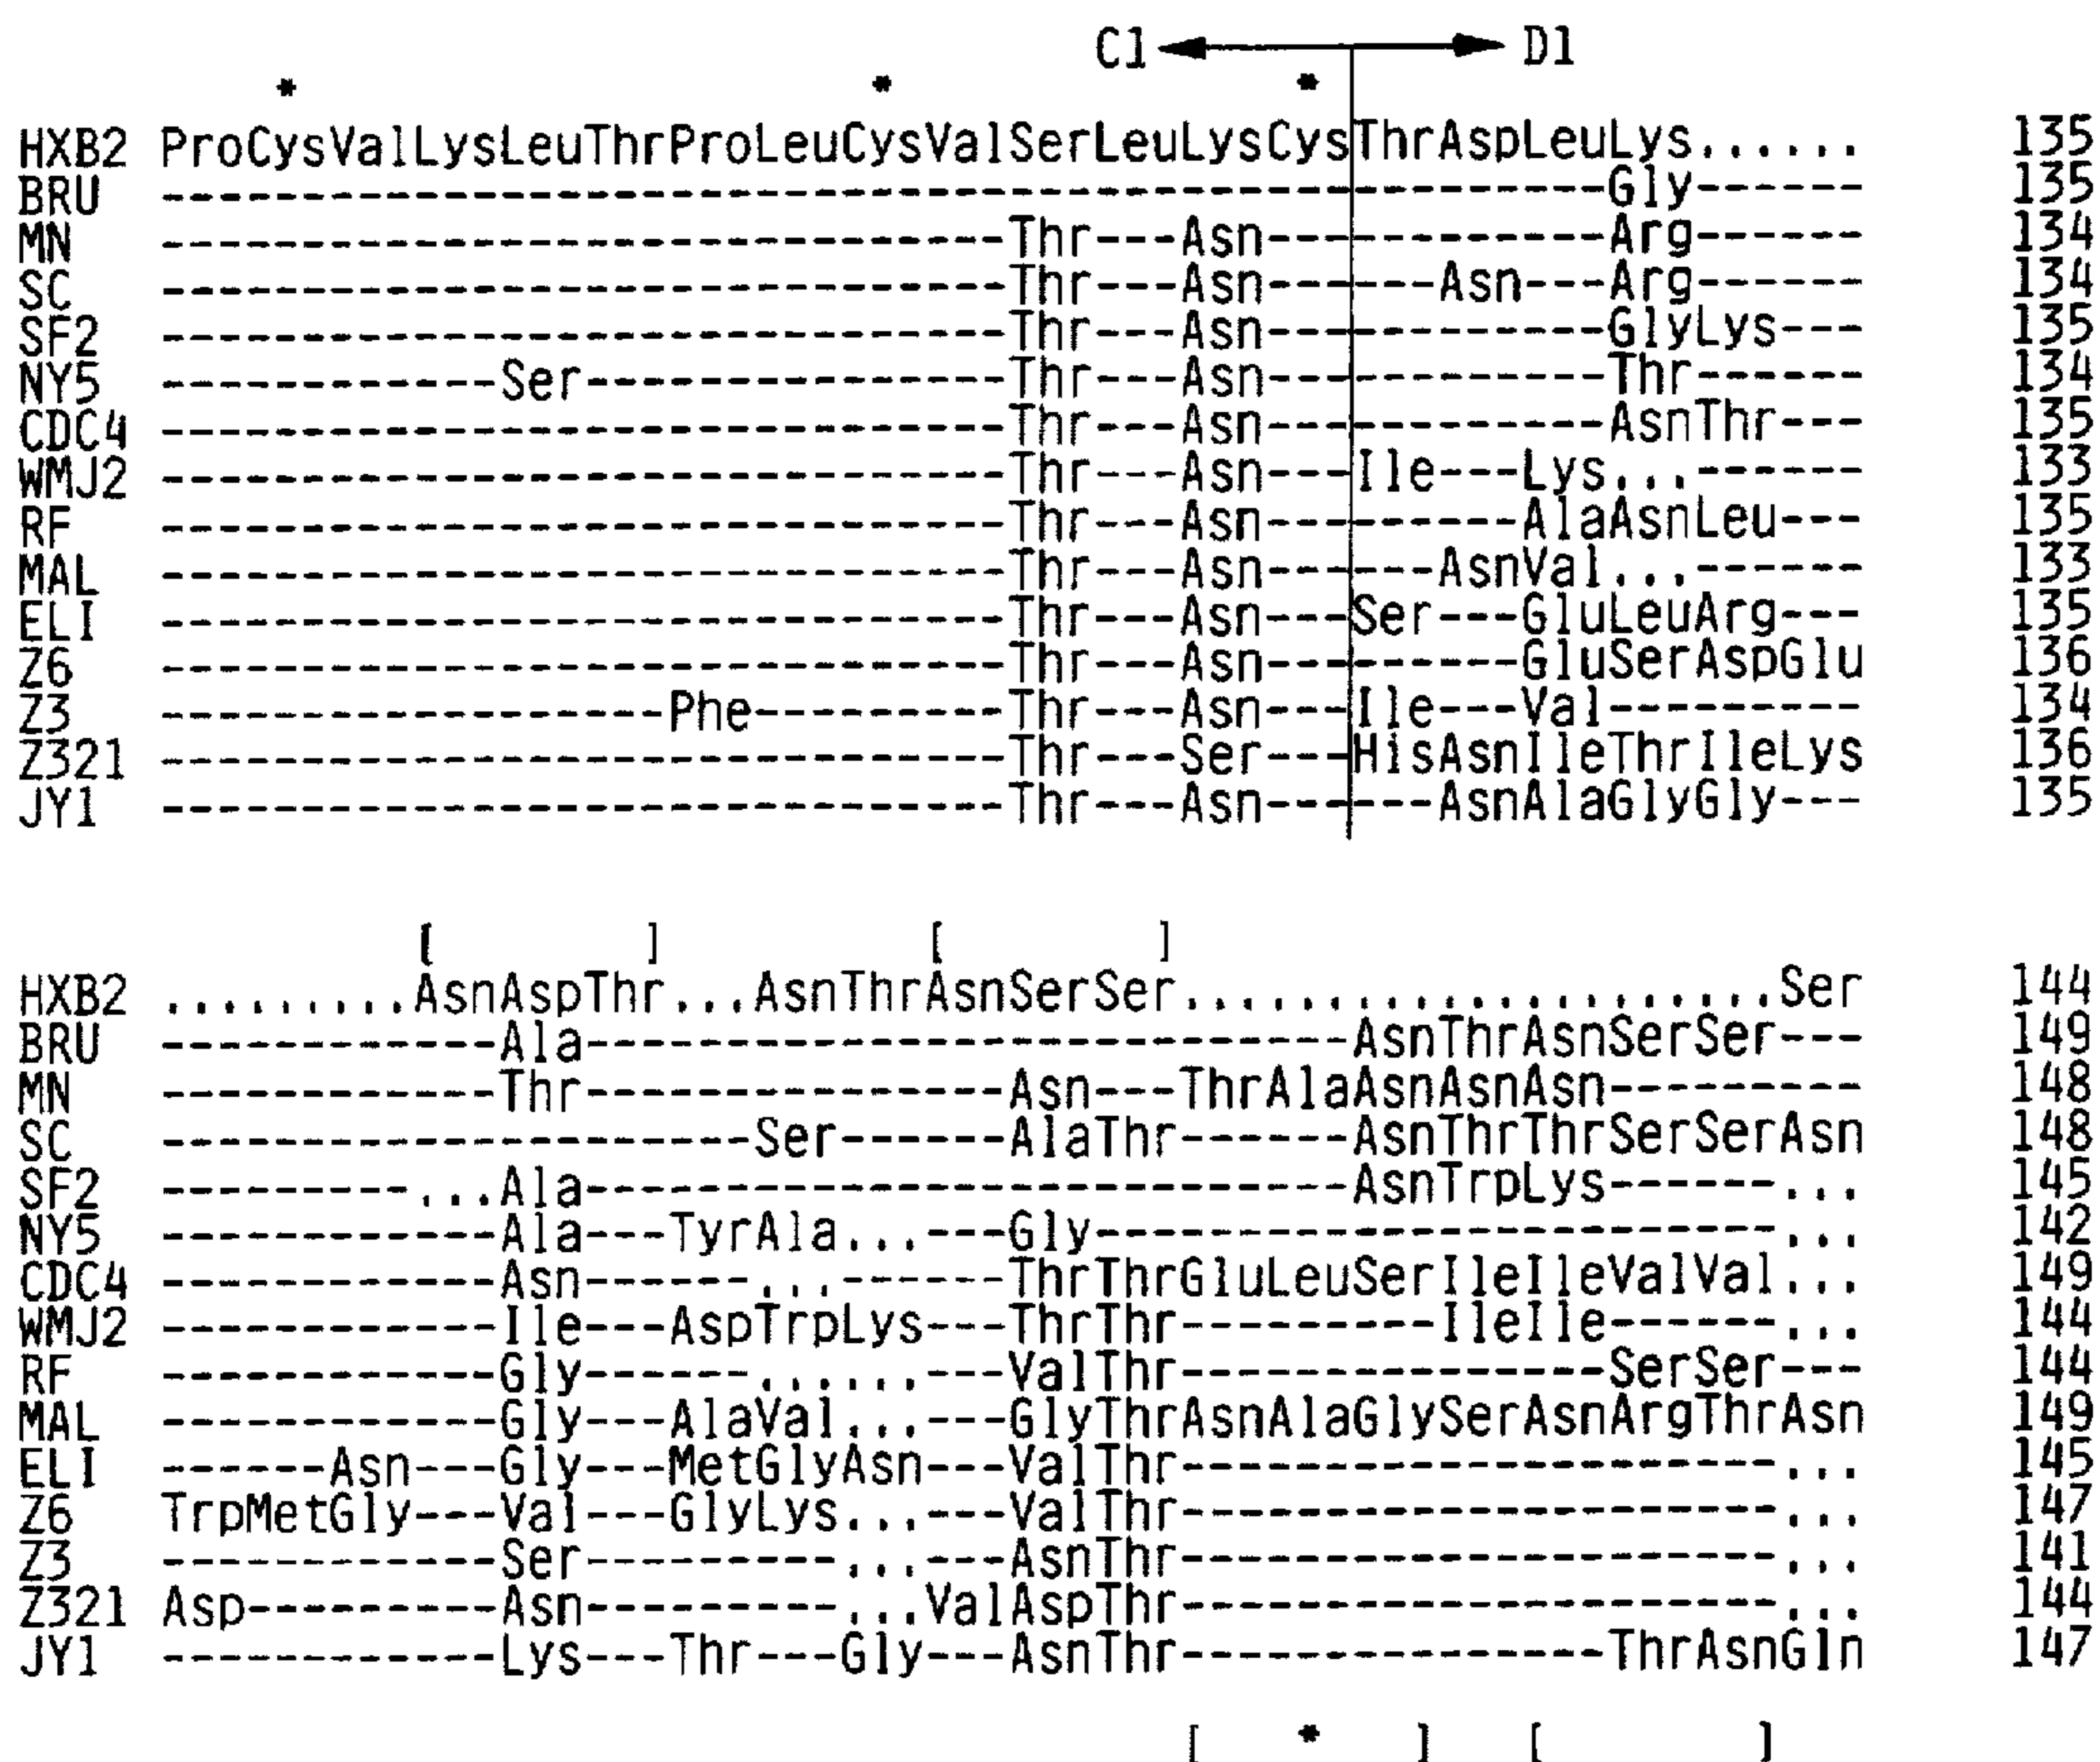 C1 D1
* * *
HXB2 ProCysValLysLeuThrProLeuCysValSerLeuLysCysThrAspLeuLys...... 135
BRU ---------------------------------------------------Gly------ 135
MN ------------------------------Thr---Asn------------Arg------ 134
SC ------------------------------Thr---Asn------Asn---Arg------ 134
SF2 ------------------------------Thr---Asn------------GlyLys--- 135
NY5 ------------Ser---------------Thr---Asn------------Thr------ 134
CDC4 ------------------------------Thr---Asn------------AsnThr--- 135
WMJ2 ------------------------------Thr---Asn---Ile---Lys...------ 133
RF ------------------------------Thr---Asn---------AlaAsnLeu--- 135
MAL ------------------------------Thr---Asn------AsnVal...------ 133
ELI ------------------------------Thr---Asn---Ser---GluLeuArg--- 135
Z6 ------------------------------Thr---Asn---------GluSerAspGlu 136
Z3 ------------------Phe---------Thr---Asn---Ile---Val--------- 134
Z321 ------------------------------Thr---Ser---HisAsnIleThrIleLys 136
JY1 ------------------------------Thr---Asn------AsnAlaGlyGly--- 135
[ ] [ ]
HXB2 .........AsnAspThr...AsnThrAsnSerSer.....................Ser 144
BRU ------------Ala---------------------------AsnThrAsnSerSer--- 149
MN ------------Thr---------------Asn---ThrAlaAsnAsnAsn--------- 148
SC ---------------------Ser------AlaThr------AsnThrThrSerSerAsn 148
SF2 ---------...Ala---------------------------AsnTrpLys------... 145
NY5 ------------Ala---TyrAla...---Gly------------------------... 142
CDC4 ------------Asn------...------ThrThrGluLeuSerIleIleValVal... 149
WMJ2 ------------Ile---AspTrpLys---ThrThr---------IleIle------... 144
RF ------------Gly------......---ValThr---------------SerSer--- 144
MAL ------------Gly---AlaVal...---GlyThrAsnAlaGlySerAsnArgThrAsn 149
ELI ------Asn---Gly---MetGlyAsn---ValThr---------------------... 145
Z6 TrpMetGly---Val---GlyLys...---ValThr---------------------... 147
Z3 ------------Ser---------...---AsnThr---------------------... 141
Z321 Asp---------Asn---------...ValAspThr---------------------... 144
JY1 ------------Lys---Thr---Gly---AsnThr---------------ThrAsnGln 147
[ * ] [ ]